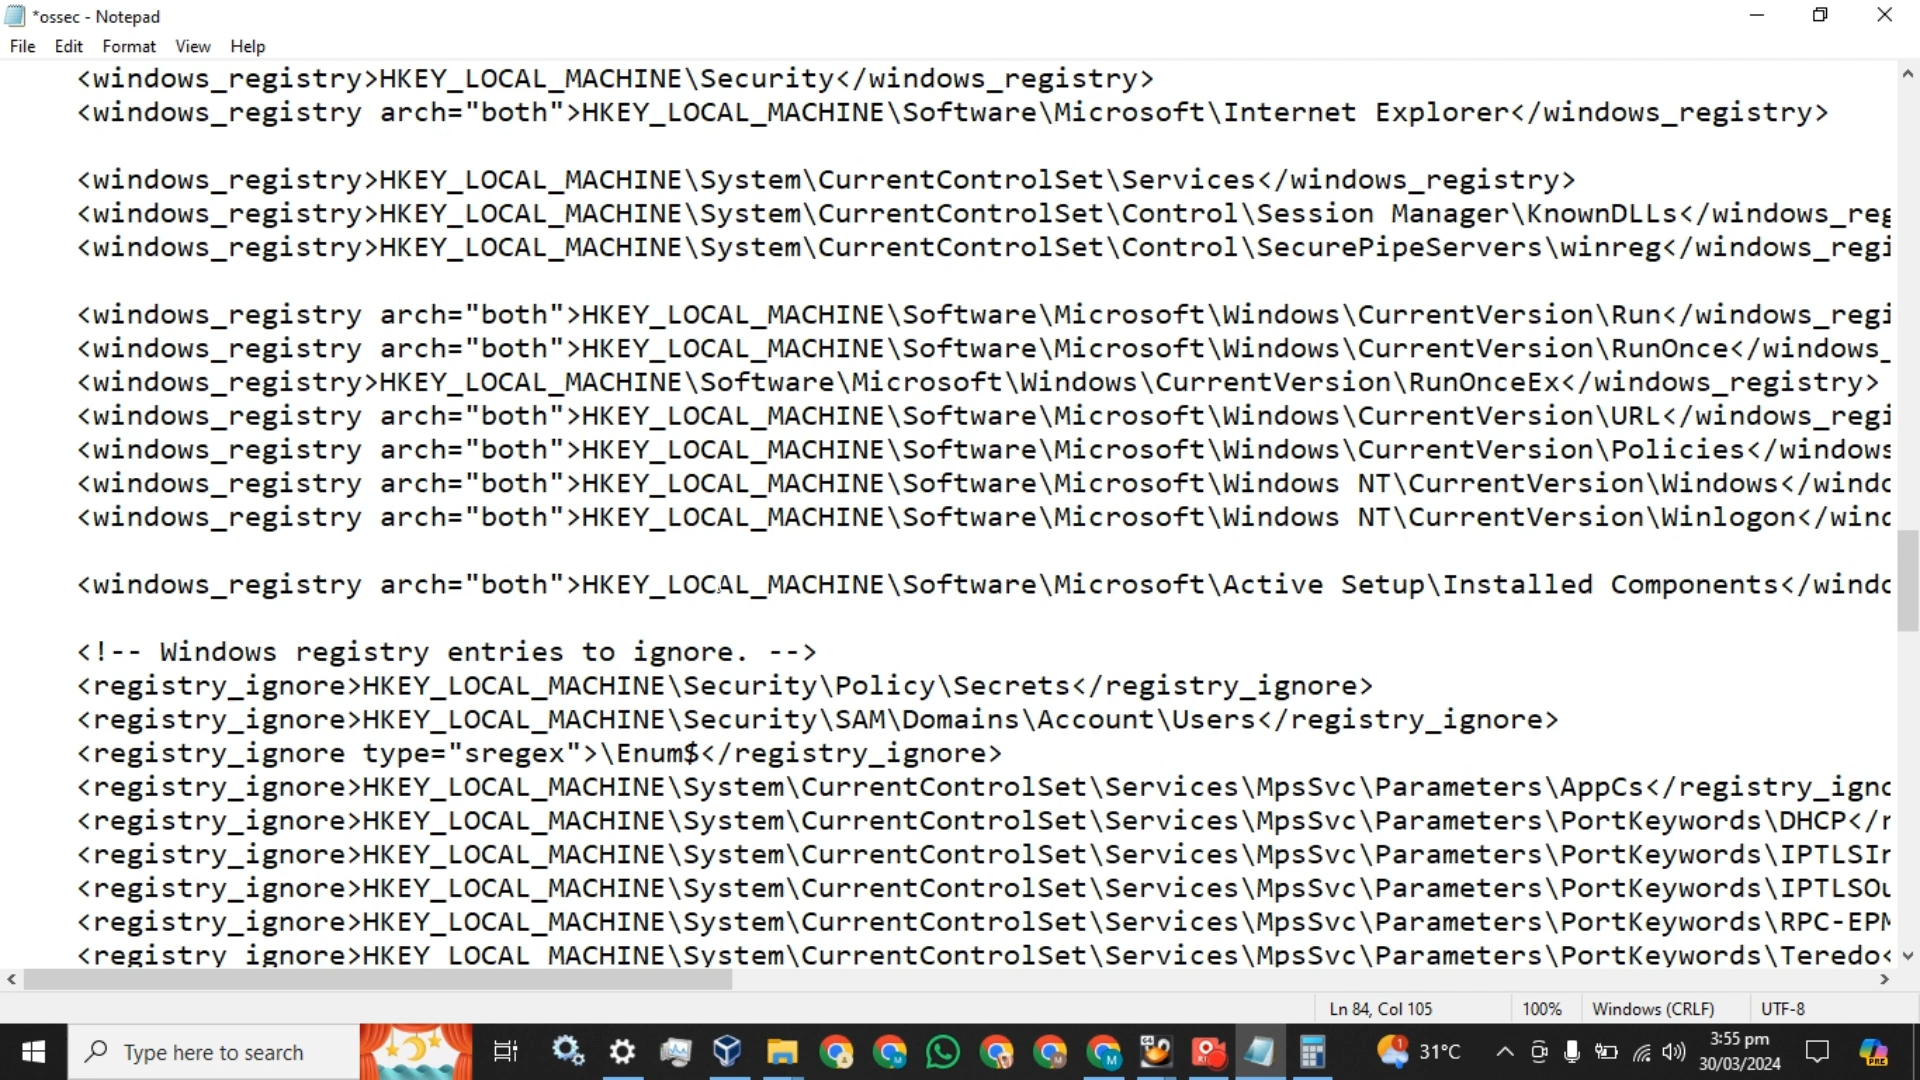 *ossec - Notepad
File Edit Format View Help
<windows_registry>HKEY_LOCAL_MACHINE\Security</windows_registry>
<windows_registry arch="both">HKEY_LOCAL_MACHINE\Software\Microsoft\Internet Explorer</windows_registry>
<windows_registry>HKEY_LOCAL_MACHINE\System\CurrentControlSet\Services</windows_registry>
<windows_registry>HKEY_LOCAL_MACHINE\System\CurrentControlSet\Control\Session Manager\KnownDLLs</windows_reg
<windows_registry>HKEY_LOCAL_MACHINE\System\CurrentControlSet\Control\SecurePipeServers\winreg</windows_regi
<windows_registry arch="both">HKEY_LOCAL_MACHINE\Software\Microsoft\Windows\CurrentVersion\Run</windows_regi
<windows_registry arch="both">HKEY_LOCAL_MACHINE\Software\Microsoft\Windows\CurrentVersion\RunOnce</windows_
<windows_registry>HKEY_LOCAL_MACHINE\Software\Microsoft\Windows\CurrentVersion\RunOnceEx</windows_registry>
<windows_registry arch="both">HKEY_LOCAL_MACHINE\Software\Microsoft\Windows\CurrentVersion\URL</windows_regi
<windows_registry arch="both">HKEY_LOCAL_MACHINE\Software\Microsoft\Windows\CurrentVersion\Policies</windows
<windows_registry arch="both">HKEY_LOCAL_MACHINE\Software\Microsoft\Windows NT\CurrentVersion\Windows</windo
<windows_registry arch="both">HKEY_LOCAL_MACHINE\Software\Microsoft\Windows NT\CurrentVersion\Winlogon</wind
<windows_registry arch="both">HKEY_LOCAL_MACHINE\Software\Microsoft\Active Setup\Installed Components</windo
<!-- Windows registry entries to ignore. -->
<registry_ignore>HKEY_LOCAL_MACHINE\Security\Policy\Secrets</registry_ignore>
<registry_ignore>HKEY_LOCAL_MACHINE\Security\SAM\Domains\Account\Users</registry_ignore>
<registry_ignore type="sregex">\Enum$</registry_ignore>
<registry_ignore>HKEY_LOCAL_MACHINE\System\CurrentControlSet\Services\MpsSvc\Parameters\AppCs</registry_igno
<registry_ignore>HKEY_LOCAL_MACHINE\System\CurrentControlSet\Services\MpsSvc\Parameters\PortKeywords\DHCP</r
<registry_ignore>HKEY_LOCAL_MACHINE\System\CurrentControlSet\Services\MpsSvc\Parameters\PortKeywords\IPTLSIn
<registry_ignore>HKEY_LOCAL_MACHINE\System\CurrentControlSet\Services\MpsSvc\Parameters\PortKeywords\IPTLSOu
<registry_ignore>HKEY_LOCAL_MACHINE\System\CurrentControlSet\Services\MpsSvc\Parameters\PortKeywords\RPC-EPM
<registry_ignore>HKEY_LOCAL_MACHINE\System\CurrentControlSet\Services\MpsSvc\Parameters\PortKeywords\Teredo<
Ln 84, Col 105 100% Windows (CRLF) UTF-8
Type here to search 31°C 3:55 pm
30/03/2024